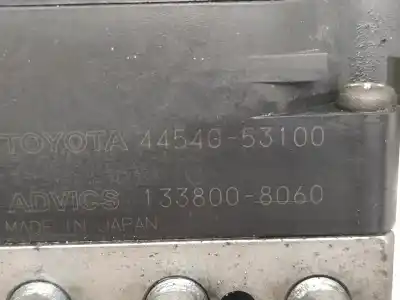 TOYOTA 44540-53100
ADVICS 133800-8060
MADE IN JAPAN